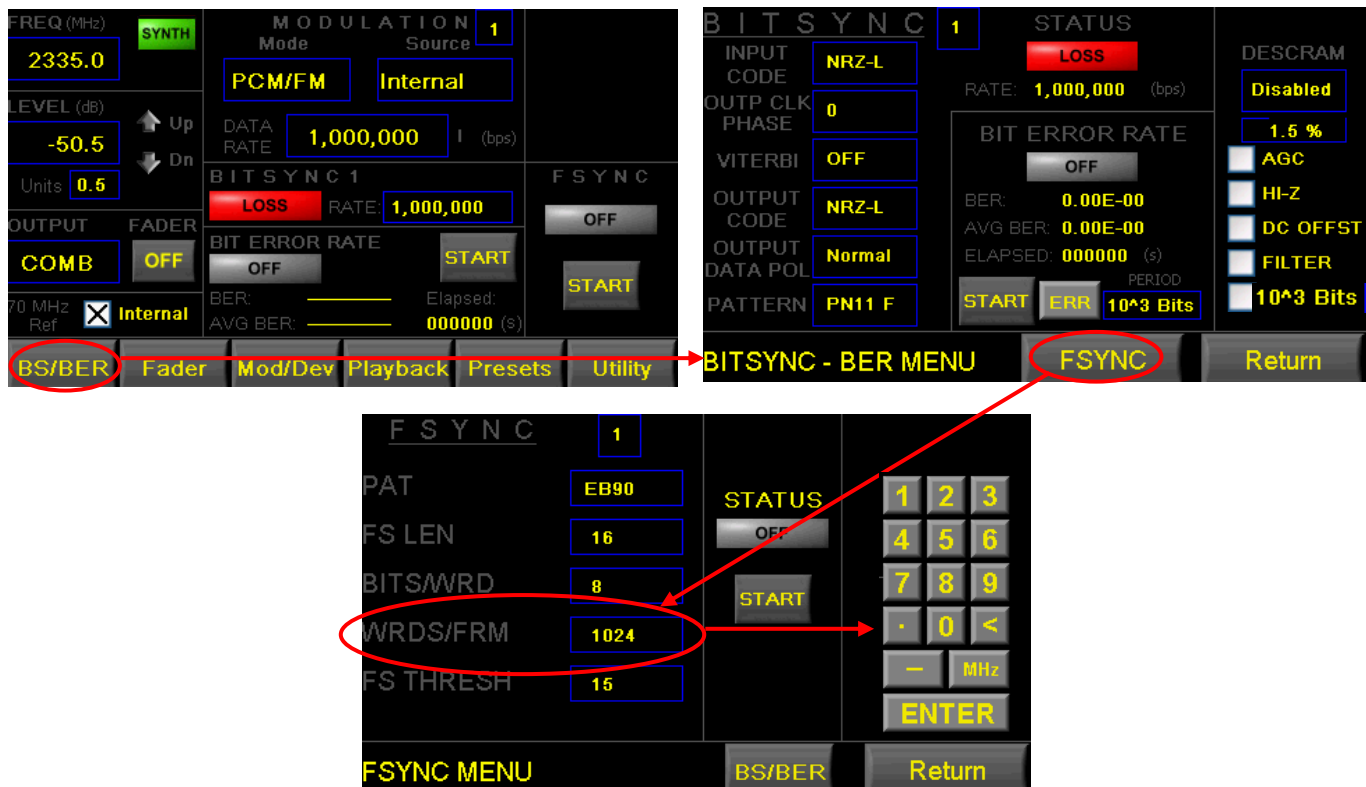 FREQ (MHz)
SYNTH
2335.0
LEVEL (dB)
-50.5
Up
Dn
Units 0.5
OUTPUT FADER
COMB OFF
70 MHz
Ref
Internal
MODULATION 1
Mode Source
PCM/FM Internal
DATA
RATE
1,000,000 I (bps)
BITSYNC 1
LOSS RATE: 1,000,000
BIT ERROR RATE
OFF
START
BER: Elapsed:
AVG BER: 000000 (s)
FSYNC
OFF
START
BS/BER Fader Mod/Dev Playback Presets Utility
BITSYNC 1
INPUT
CODE
NRZ-L
OUTP CLK
PHASE
0
VITERBI OFF
OUTPUT
CODE
NRZ-L
OUTPUT
DATA POL
Normal
PATTERN PN11 F
STATUS
LOSS
RATE: 1,000,000 (bps)
BIT ERROR RATE
OFF
BER: 0.00E-00
AVG BER: 0.00E-00
ELAPSED: 000000 (s)
PERIOD
START ERR 10^3 Bits
DESCRAM
Disabled
1.5 %
AGC
HI-Z
DC OFFST
FILTER
10^3 Bits
BITSYNC - BER MENU FSYNC Return
FSYNC 1
PAT EB90
FS LEN 16
BITS/WRD 8
WRDS/FRM 1024
FS THRESH 15
STATUS
OFF
START
1 2 3
4 5 6
7 8 9
. 0 <
– MHz
ENTER
FSYNC MENU BS/BER Return